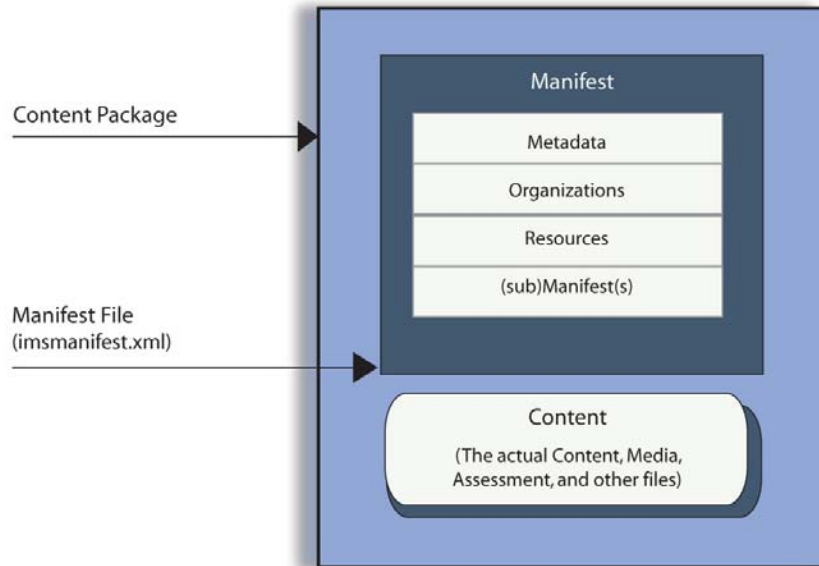 Content Package
Manifest File
(imsmanifest.xml)
Manifest
Metadata
Organizations
Resources
(sub)Manifest(s)
Content
(The actual Content, Media,
Assessment, and other files)